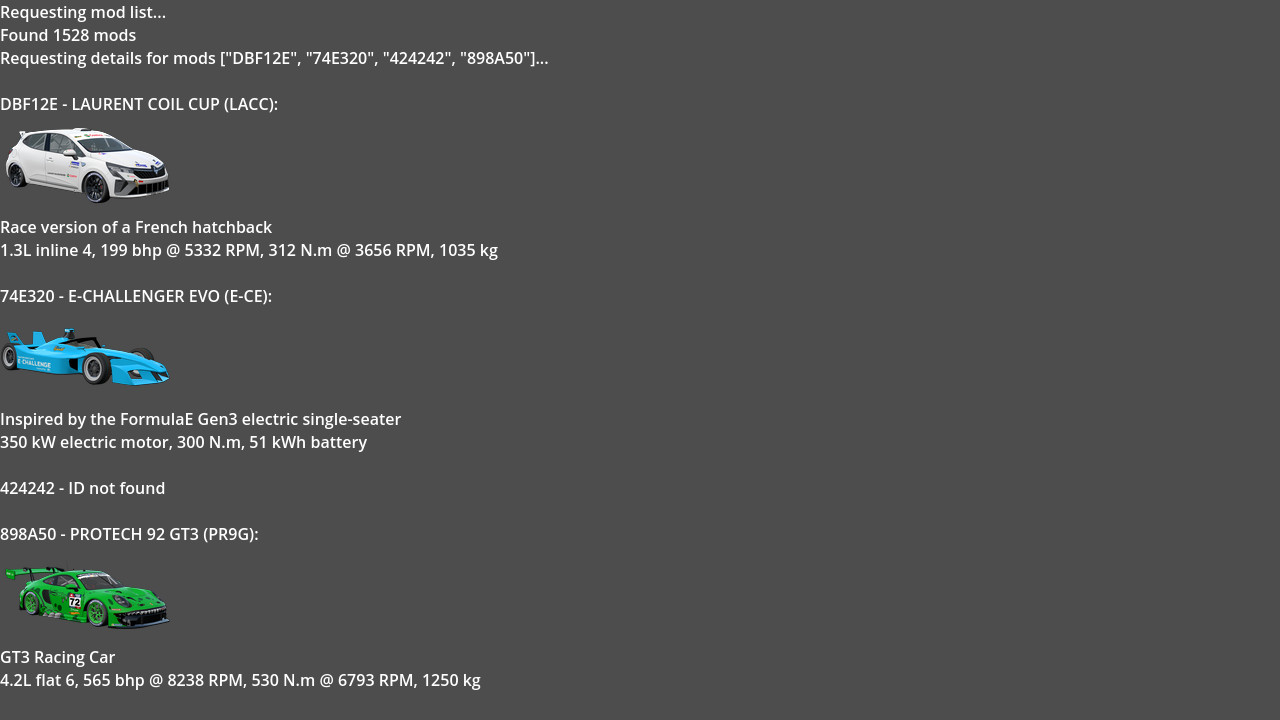 Requesting mod list...
Found 1528 mods
Requesting details for mods ["DBF12E", "74E320", "424242", "898A50"]...
DBF12E - LAURENT COIL CUP (LACC):
Race version of a French hatchback
1.3L inline 4, 199 bhp @ 5332 RPM, 312 N.m @ 3656 RPM, 1035 kg
74E320 - E-CHALLENGER EVO (E-CE):
E-CHALLENGE
Inspired by the FormulaE Gen3 electric single-seater
350 kW electric motor, 300 N.m, 51 kWh battery
424242 - ID not found
898A50 - PROTECH 92 GT3 (PR9G):
72
GT3 Racing Car
4.2L flat 6, 565 bhp @ 8238 RPM, 530 N.m @ 6793 RPM, 1250 kg